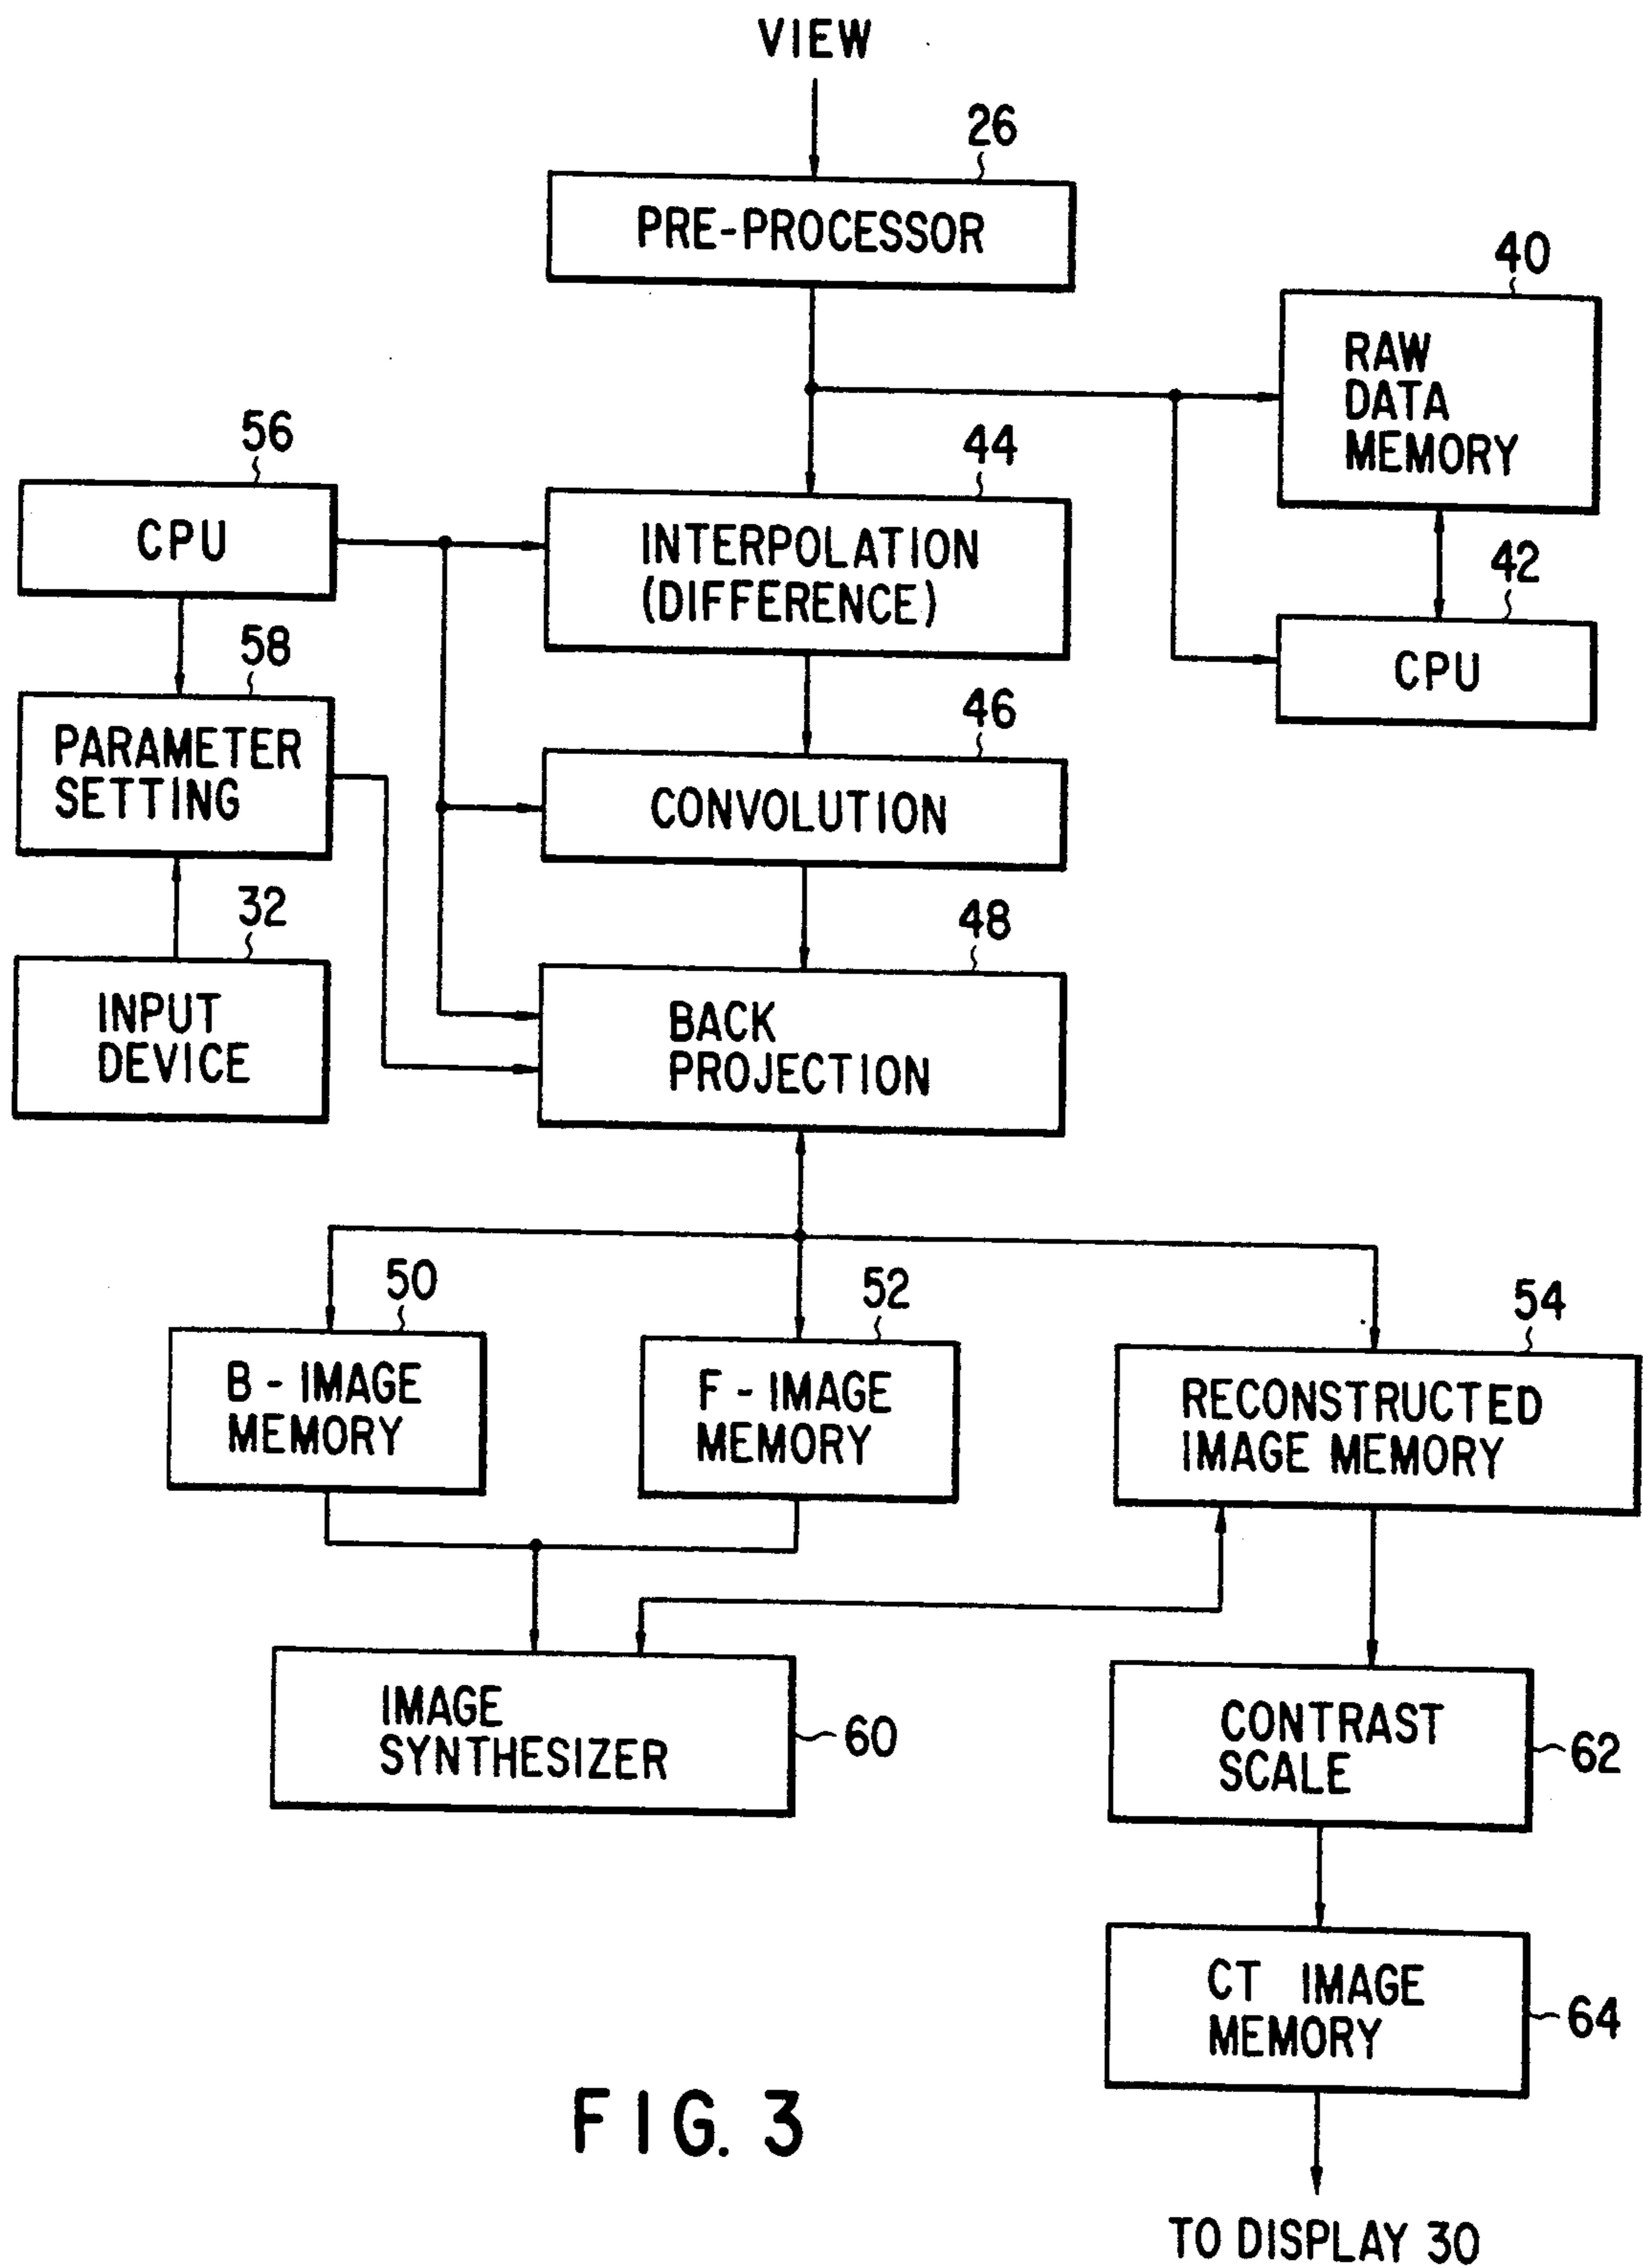 VIEW
26
PRE-PROCESSOR
40
RAW
DATA
MEMORY
56
CPU
44
INTERPOLATION
(DIFFERENCE)
42
CPU
58
PARAMETER
SETTING
46
CONVOLUTION
32
INPUT
DEVICE
48
BACK
PROJECTION
50
B - IMAGE
MEMORY
52
F - IMAGE
MEMORY
54
RECONSTRUCTED
IMAGE MEMORY
IMAGE
SYNTHESIZER
60
CONTRAST
SCALE
62
CT IMAGE
MEMORY
64
FIG. 3
TO DISPLAY 30